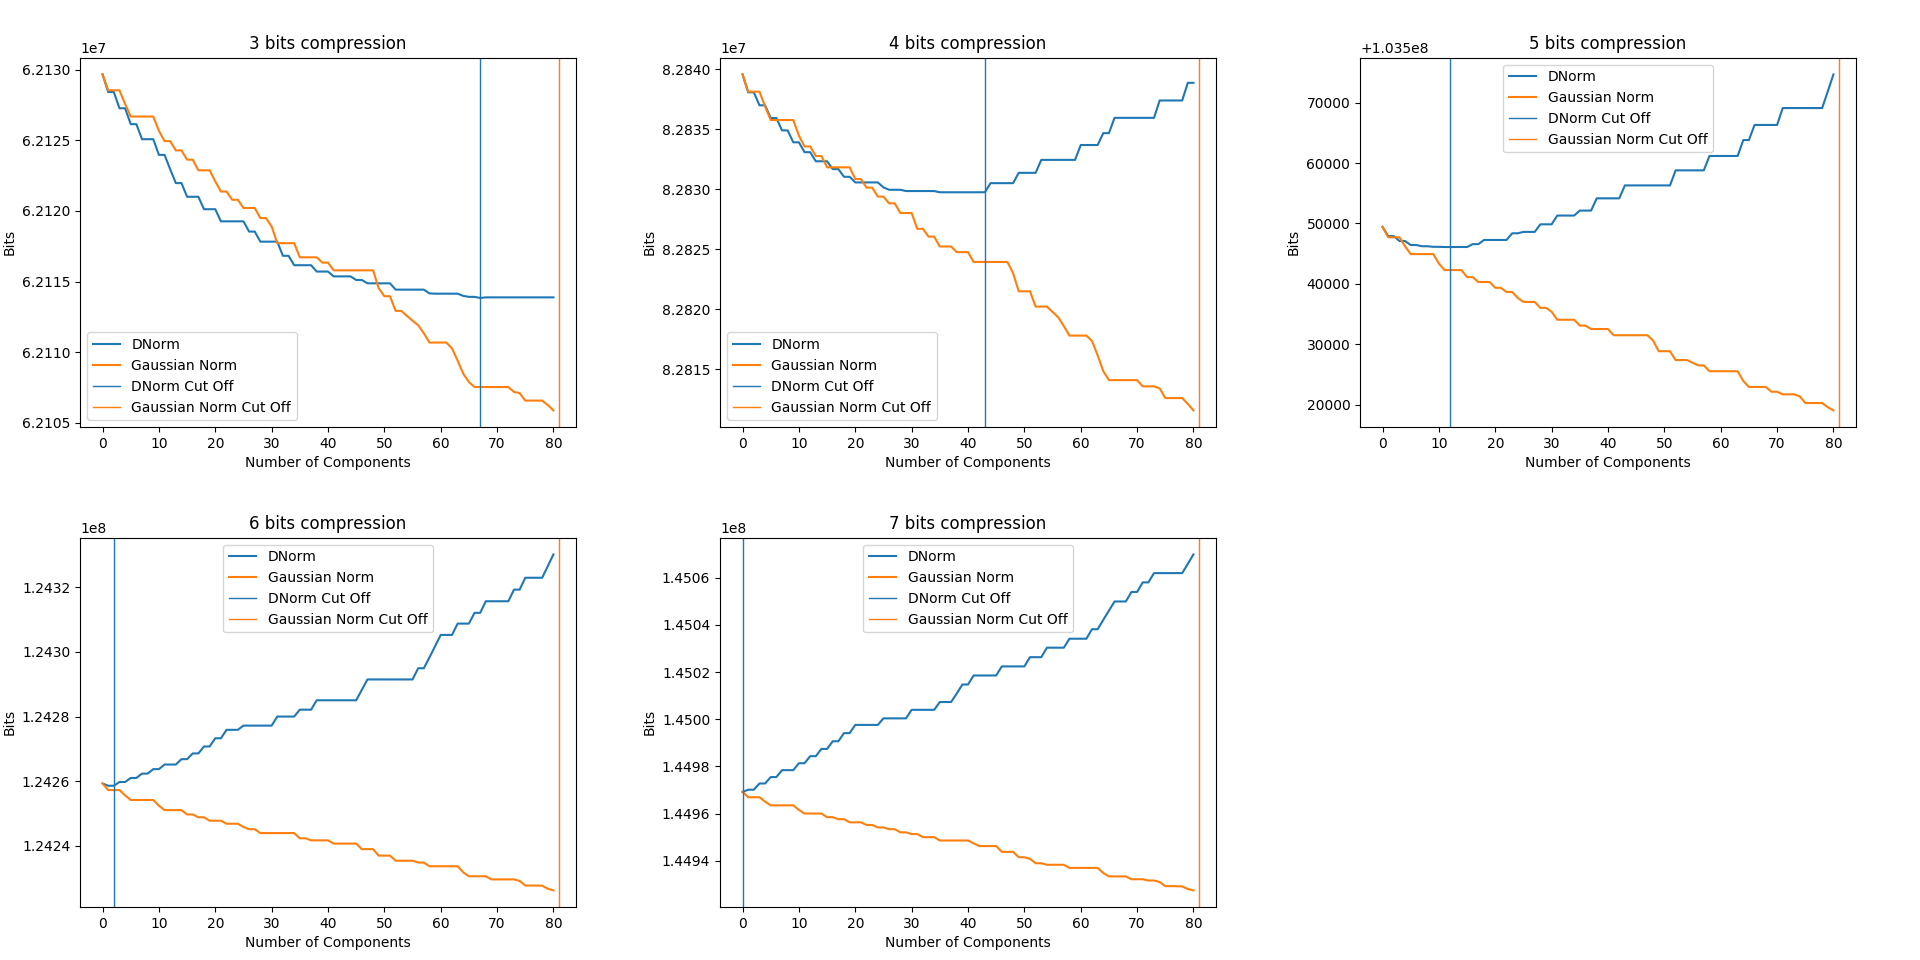 3 bits compression
1e7
6.2130
6.2125
6.2120
6.2115
6.2110
6.2105
Bits
DNorm
Gaussian Norm
DNorm Cut Off
Gaussian Norm Cut Off
0 10 20 30 40 50 60 70 80
Number of Components
4 bits compression
1e7
8.2840
8.2835
8.2830
8.2825
8.2820
8.2815
Bits
DNorm
Gaussian Norm
DNorm Cut Off
Gaussian Norm Cut Off
0 10 20 30 40 50 60 70 80
Number of Components
5 bits compression
+1.035e8
70000
60000
50000
40000
30000
20000
Bits
DNorm
Gaussian Norm
DNorm Cut Off
Gaussian Norm Cut Off
0 10 20 30 40 50 60 70 80
Number of Components
6 bits compression
1e8
1.2432
1.2430
1.2428
1.2426
1.2424
Bits
DNorm
Gaussian Norm
DNorm Cut Off
Gaussian Norm Cut Off
0 10 20 30 40 50 60 70 80
Number of Components
7 bits compression
1e8
1.4506
1.4504
1.4502
1.4500
1.4498
1.4496
1.4494
Bits
DNorm
Gaussian Norm
DNorm Cut Off
Gaussian Norm Cut Off
0 10 20 30 40 50 60 70 80
Number of Components